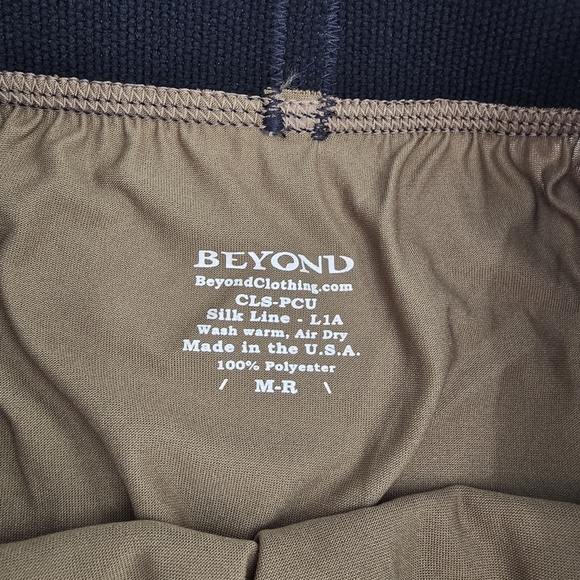 BEYOND
BeyondClothing.com
CLS-PCU
Silk Line - L1A
Wash warm, Air Dry
Made in the U.S.A.
100% Polyester
/ M-R /